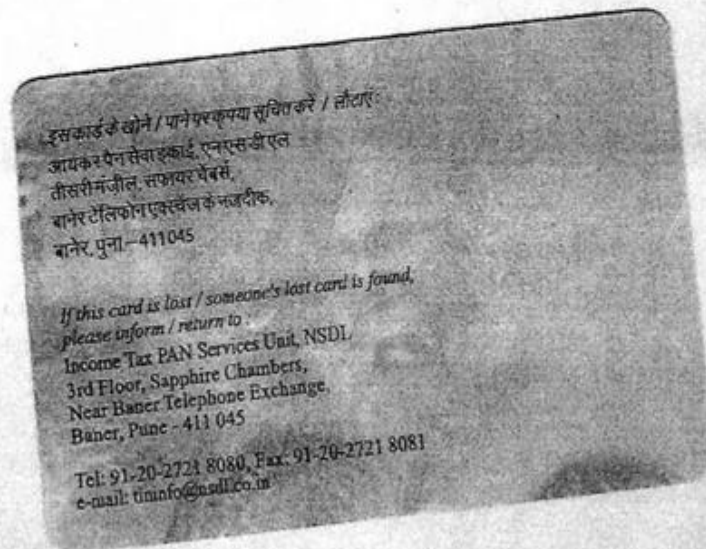 इस कार्ड के खोने / पाने पर कृपया सूचित करें / लौटाएं :
आयकर पैन सेवा इकाई, एनएसडीएल
तीसरी मंज़ील, सफायर चेंबर्स,
बानेर टेलिफोन एक्स्चेंज के नजदीक,
बानेर, पुना – 411045
If this card is lost / someone's lost card is found,
please inform / return to :
Income Tax PAN Services Unit, NSDL
3rd Floor, Sapphire Chambers,
Near Baner Telephone Exchange,
Baner, Pune - 411 045
Tel: 91-20-2721 8080, Fax: 91-20-2721 8081
e-mail: tininfo@nsdl.co.in